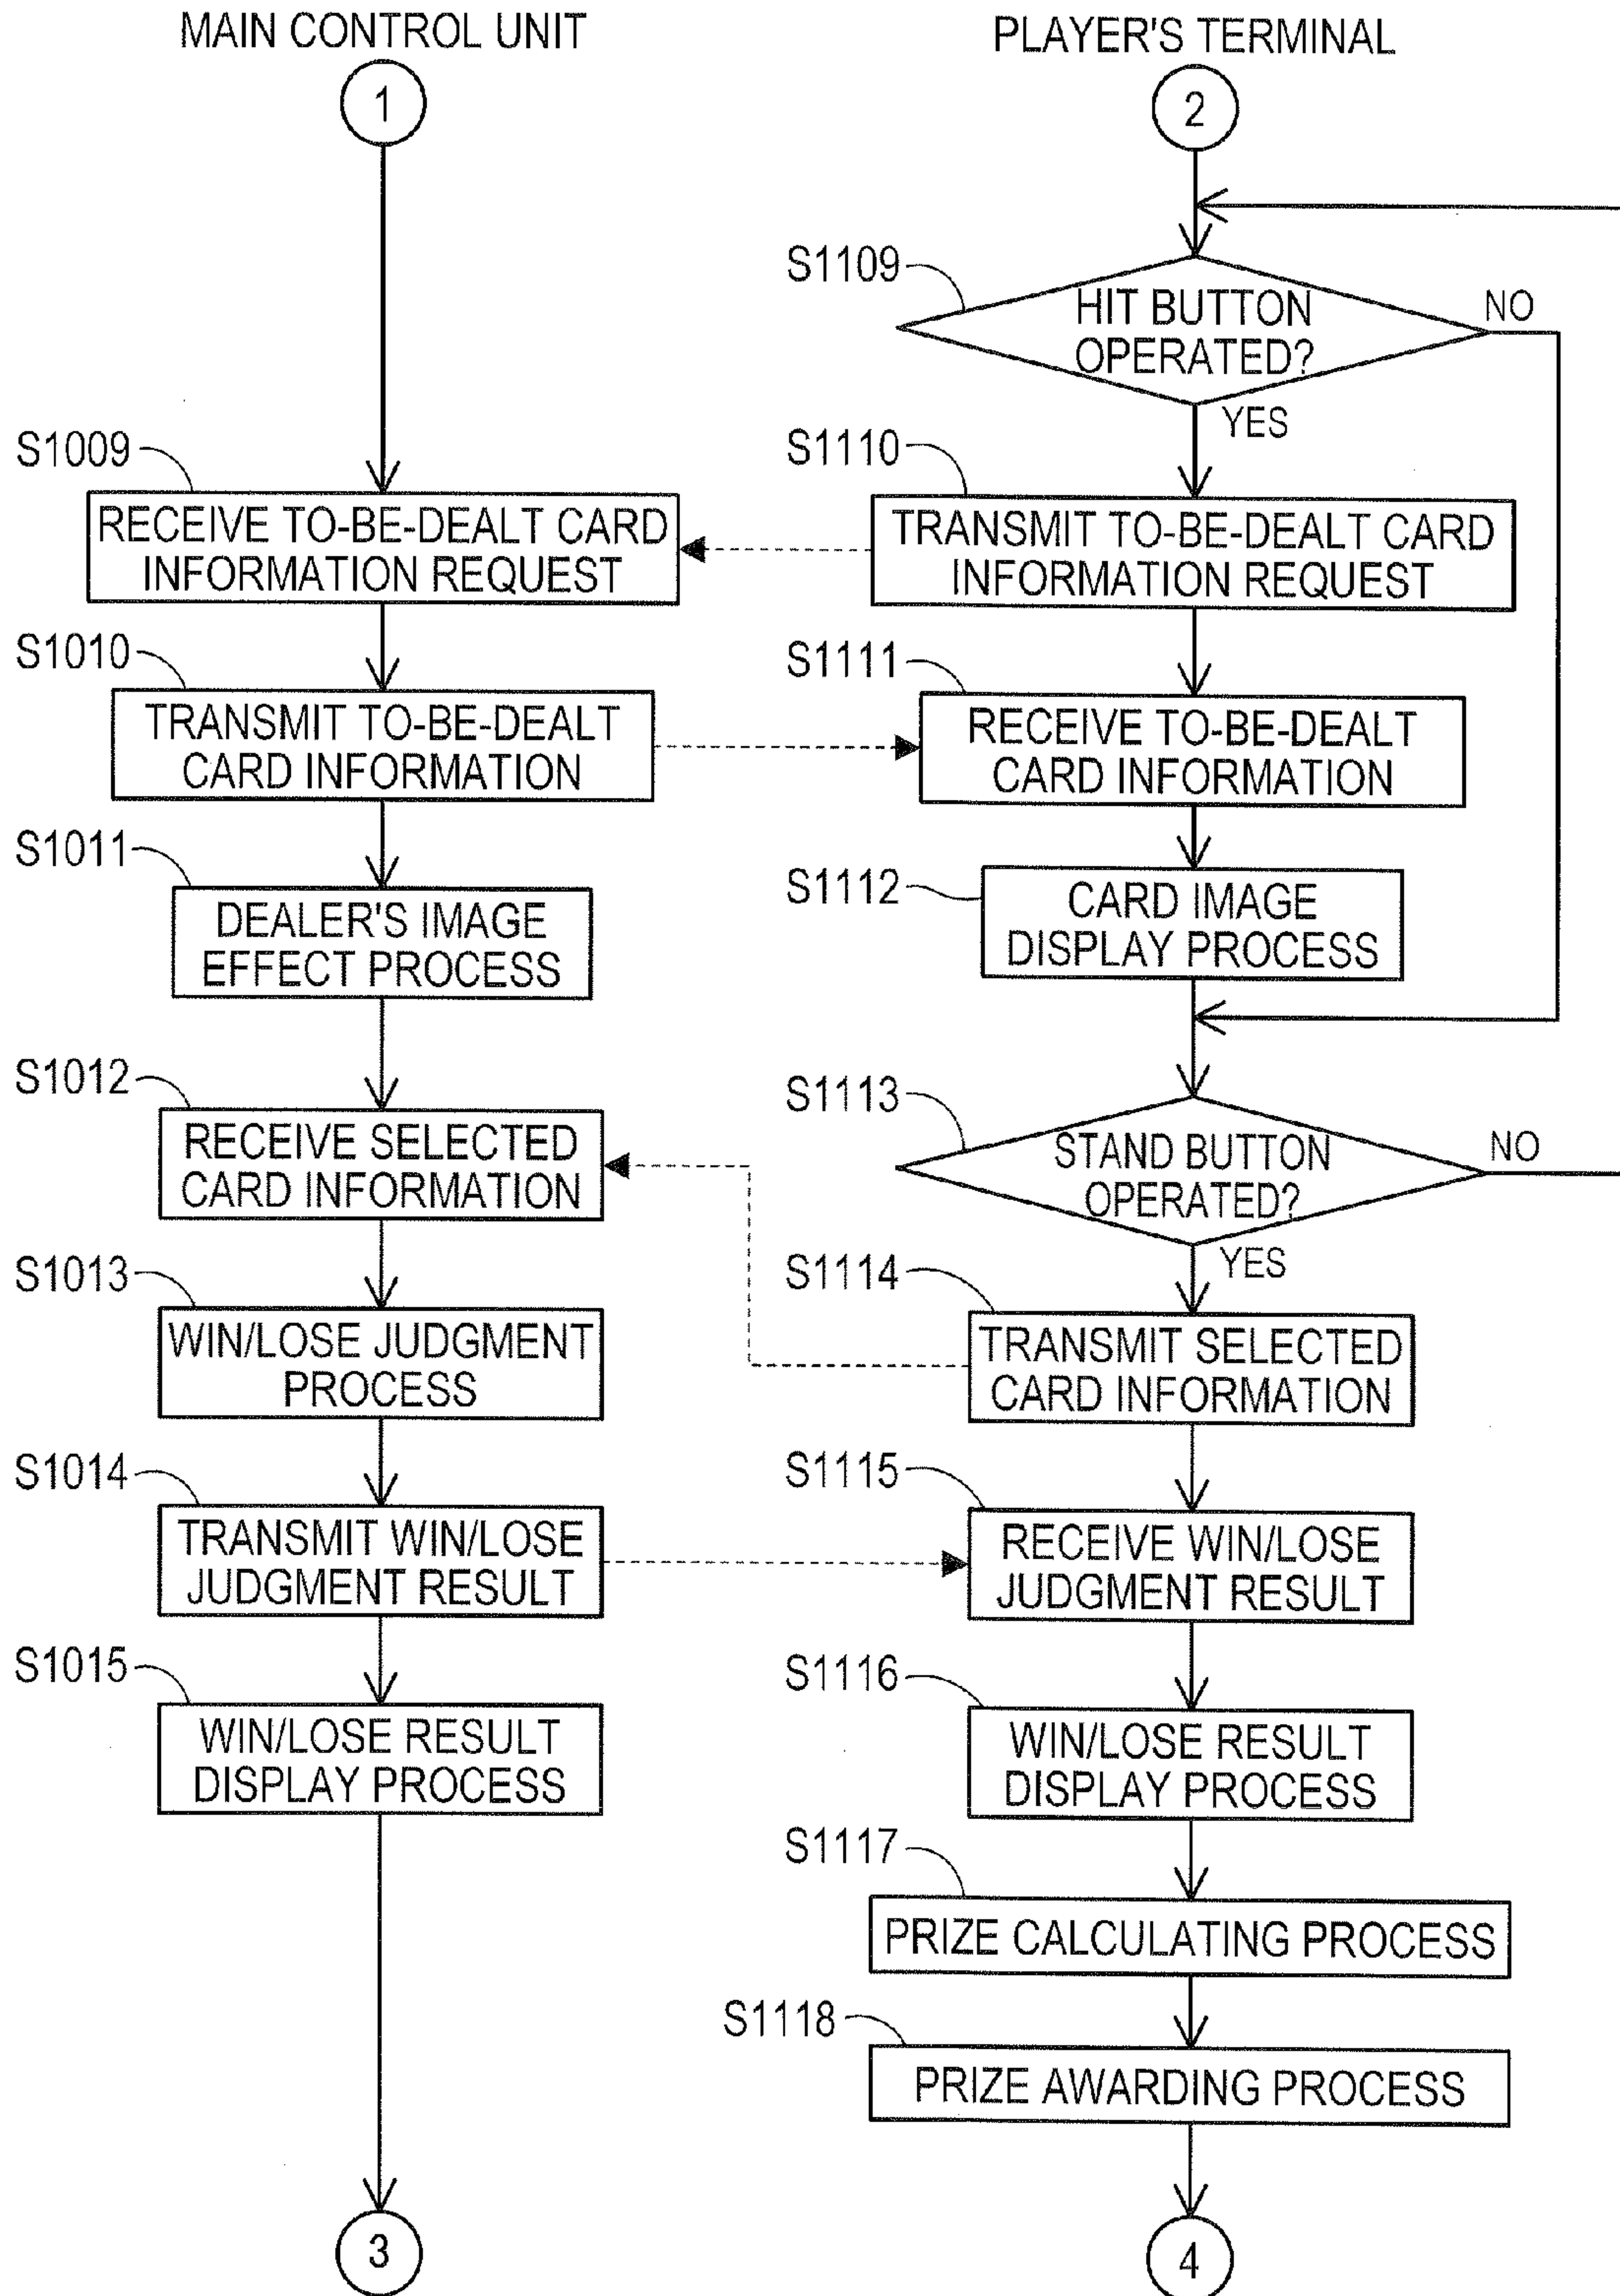 MAIN CONTROL UNIT
1
S1009
RECEIVE TO-BE-DEALT CARD
INFORMATION REQUEST
S1010
TRANSMIT TO-BE-DEALT
CARD INFORMATION
S1011
DEALER'S IMAGE
EFFECT PROCESS
S1012
RECEIVE SELECTED
CARD INFORMATION
S1013
WIN/LOSE JUDGMENT
PROCESS
S1014
TRANSMIT WIN/LOSE
JUDGMENT RESULT
S1015
WIN/LOSE RESULT
DISPLAY PROCESS
3
PLAYER'S TERMINAL
2
S1109
HIT BUTTON
OPERATED?
NO
YES
S1110
TRANSMIT TO-BE-DEALT CARD
INFORMATION REQUEST
S1111
RECEIVE TO-BE-DEALT
CARD INFORMATION
S1112
CARD IMAGE
DISPLAY PROCESS
S1113
STAND BUTTON
OPERATED?
NO
YES
S1114
TRANSMIT SELECTED
CARD INFORMATION
S1115
RECEIVE WIN/LOSE
JUDGMENT RESULT
S1116
WIN/LOSE RESULT
DISPLAY PROCESS
S1117
PRIZE CALCULATING PROCESS
S1118
PRIZE AWARDING PROCESS
4